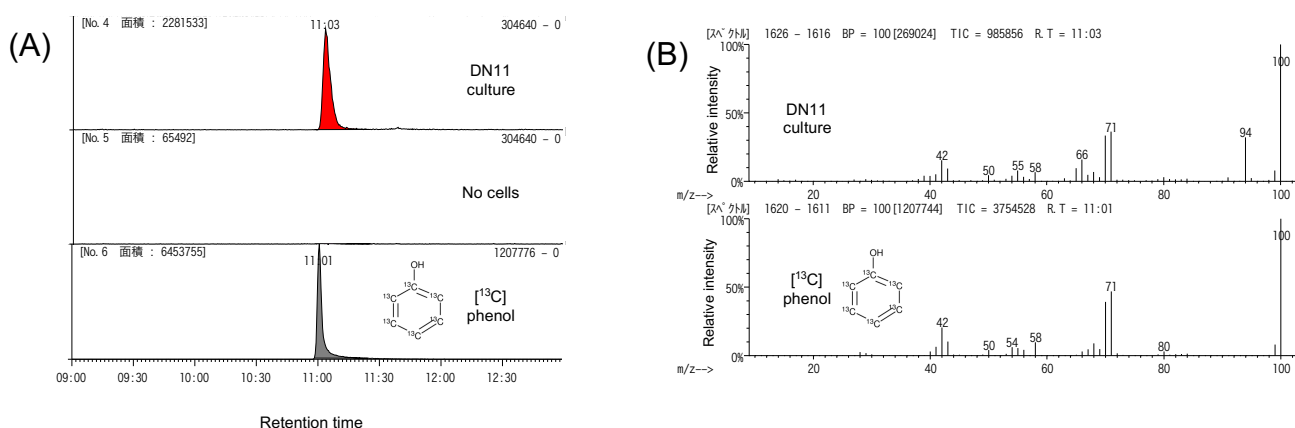 (A)
[No. 4 面積 : 2281533] 304640 - 0
11:03
DN11
culture
[No. 5 面積 : 65492] 304640 - 0
No cells
[No. 6 面積 : 6453755] 1207776 - 0
11:01
OH
13C
13C 13C
13C 13C
13C
[13C]
phenol
09:00 09:30 10:00 10:30 11:00 11:30 12:00 12:30
Retention time
(B)
[スペクトル] 1626 - 1616 BP = 100 [269024] TIC = 985856 R.T = 11:03
100%
50%
0%
Relative intensity
DN11
culture
42 50 55 58 66 71 94 100
m/z--> 20 40 60 80 100
[スペクトル] 1620 - 1611 BP = 100 [1207744] TIC = 3754528 R.T = 11:01
100%
50%
0%
Relative intensity
[13C]
phenol
OH
13C
13C 13C
13C 13C
13C
42 50 54 58 71 80 100
m/z--> 20 40 60 80 100